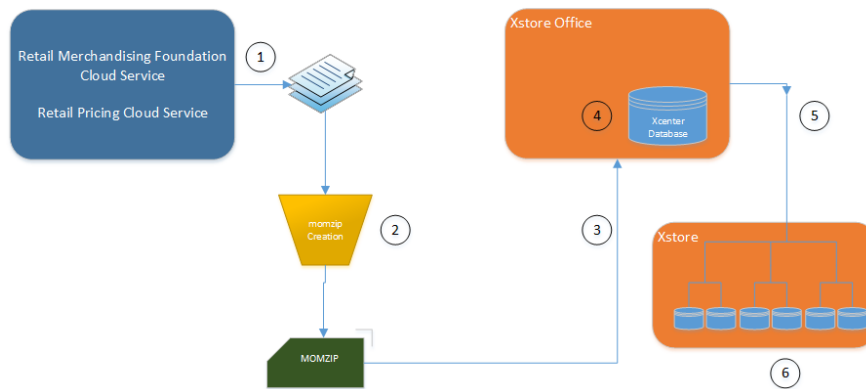 Retail Merchandising Foundation
Cloud Service
Retail Pricing Cloud Service
1
momzip
Creation
2
MOMZIP
3
Xstore Office
4
Xcenter
Database
5
Xstore
6